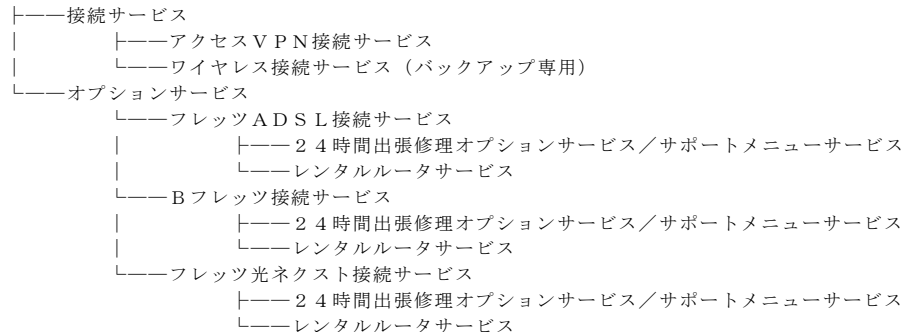 ├――接続サービス
│　　　├――アクセスＶＰＮ接続サービス
│　　　└――ワイヤレス接続サービス（バックアップ専用）
└――オプションサービス
　　　　└――フレッツＡＤＳＬ接続サービス
　　　　│　　　　├――２４時間出張修理オプションサービス／サポートメニューサービス
　　　　│　　　　└――レンタルルータサービス
　　　　└――Ｂフレッツ接続サービス
　　　　│　　　　├――２４時間出張修理オプションサービス／サポートメニューサービス
　　　　│　　　　└――レンタルルータサービス
　　　　└――フレッツ光ネクスト接続サービス
　　　　　　　　　├――２４時間出張修理オプションサービス／サポートメニューサービス
　　　　　　　　　└――レンタルルータサービス